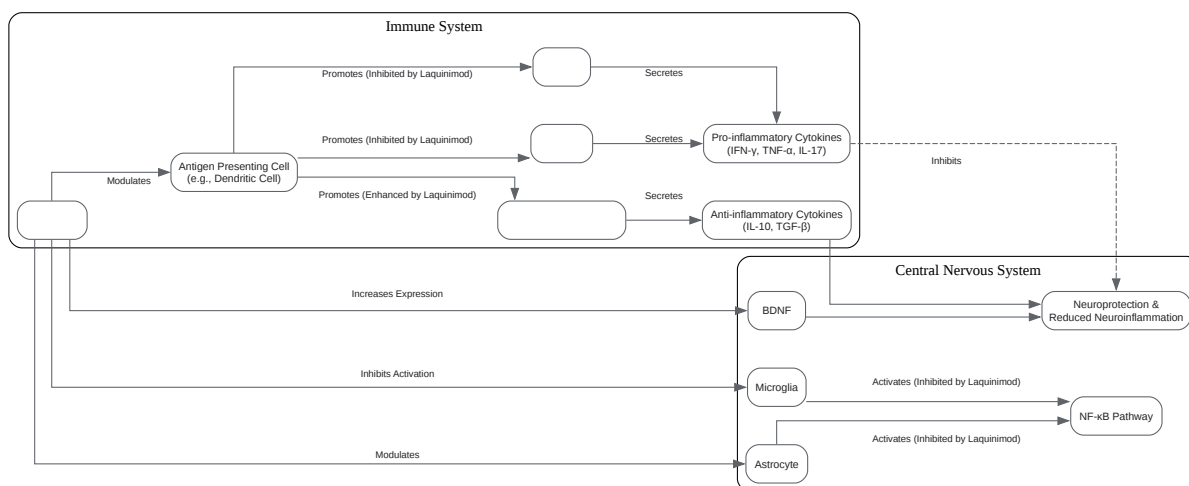 Immune System
Promotes (Inhibited by Laquinimod)
Secretes
Promotes (Inhibited by Laquinimod)
Secretes
Pro-inflammatory Cytokines
(IFN-γ, TNF-α, IL-17)
Antigen Presenting Cell
(e.g., Dendritic Cell)
Modulates
Inhibits
Promotes (Enhanced by Laquinimod)
Secretes
Anti-inflammatory Cytokines
(IL-10, TGF-β)
Central Nervous System
Increases Expression
BDNF
Neuroprotection &
Reduced Neuroinflammation
Inhibits Activation
Microglia
Activates (Inhibited by Laquinimod)
NF-κB Pathway
Activates (Inhibited by Laquinimod)
Modulates
Astrocyte